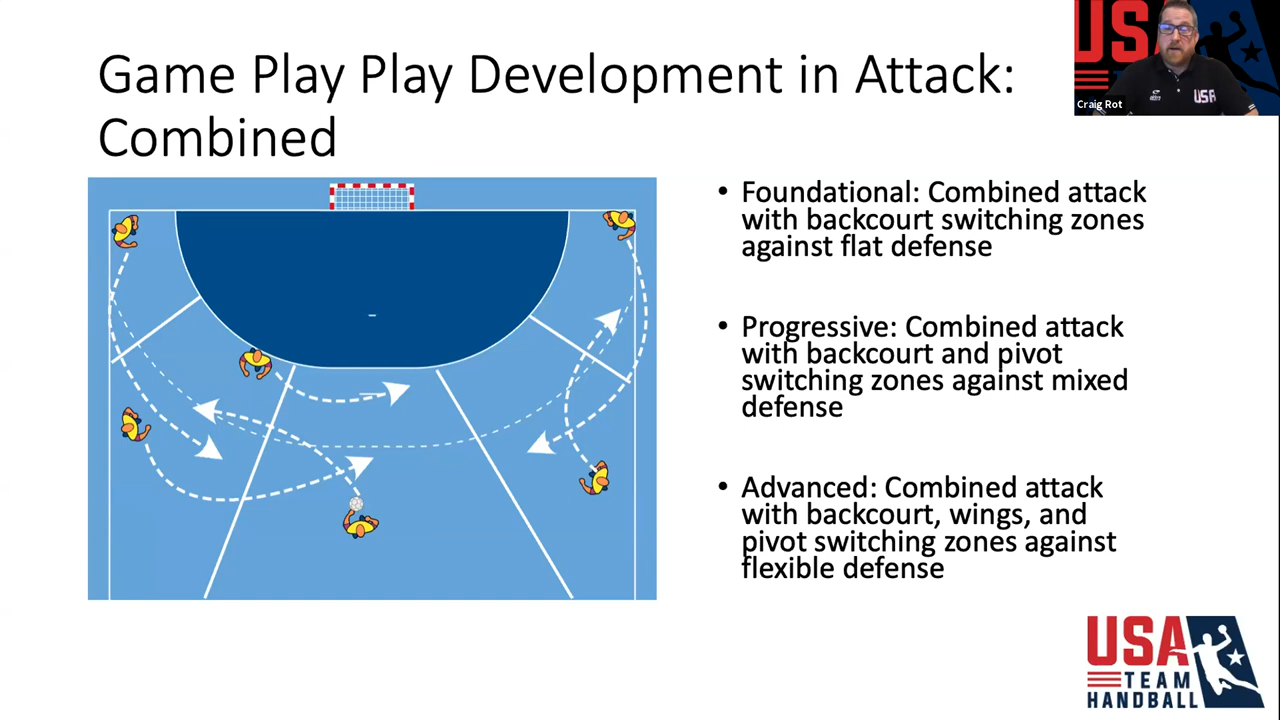 Game Play Play Development in Attack:
Combined
USA
USA
Craig Rot
• Foundational: Combined attack
with backcourt switching zones
against flat defense
• Progressive: Combined attack
with backcourt and pivot
switching zones against mixed
defense
• Advanced: Combined attack
with backcourt, wings, and
pivot switching zones against
flexible defense
USA
TEAM
HANDBALL